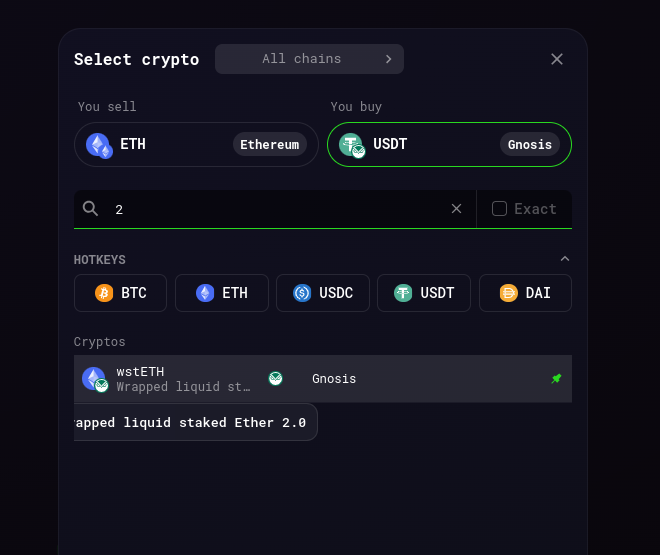 Select crypto
All chains
You sell
You buy
ETH
Ethereum
USDT
Gnosis
2
Exact
HOTKEYS
BTC
ETH
USDC
USDT
DAI
Cryptos
wstETH
Wrapped liquid st…
Gnosis
rapped liquid staked Ether 2.0